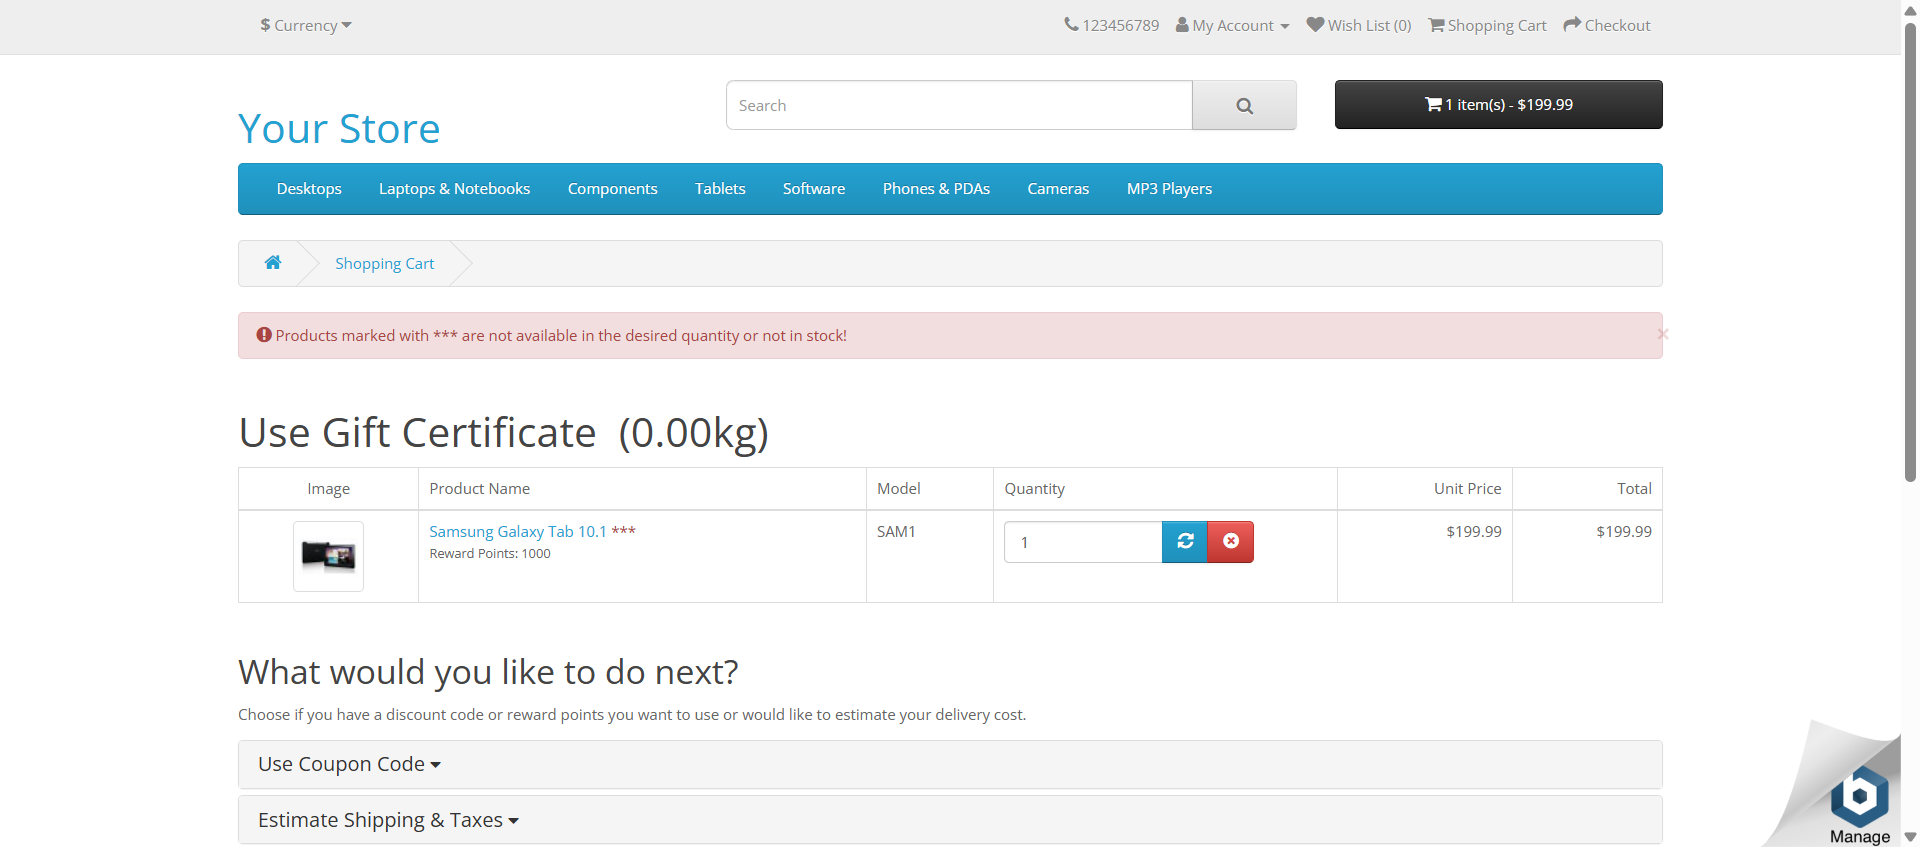 $ Currency
123456789 My Account Wish List (0) Shopping Cart Checkout
Your Store
Search
1 item(s) - $199.99
Desktops Laptops & Notebooks Components Tablets Software Phones & PDAs Cameras MP3 Players
Shopping Cart
Products marked with *** are not available in the desired quantity or not in stock!
×
Use Gift Certificate (0.00kg)
Image Product Name Model Quantity Unit Price Total
Samsung Galaxy Tab 10.1 *** SAM1 1 $199.99 $199.99
Reward Points: 1000
What would you like to do next?
Choose if you have a discount code or reward points you want to use or would like to estimate your delivery cost.
Use Coupon Code
Estimate Shipping & Taxes
b
Manage